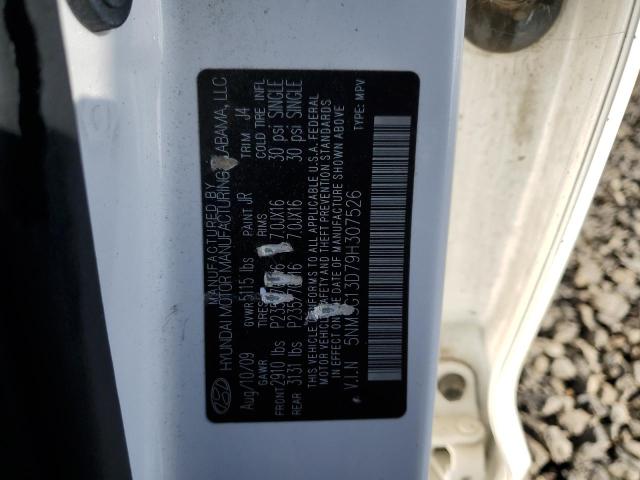 MANUFACTURED BY
HYUNDAI MOTOR MANUFACTURING ALABAMA, LLC
Aug/10/09 GVWR 5115 lbs PAINT JR TRIM J4
GAWR TIRES RIMS COLD TIRE INFL
FRONT 2910 lbs 7.0JX16 30 psi SINGLE
REAR 3131 lbs 7.0JX16 30 psi SINGLE
THIS VEHICLE CONFORMS TO ALL APPLICABLE U.S.A. FEDERAL
MOTOR VEHICLE SAFETY AND THEFT PREVENTION STANDARDS
IN EFFECT ON THE DATE OF MANUFACTURE SHOWN ABOVE
V.I.N 5NMSG13D79H307526
TYPE: MPV